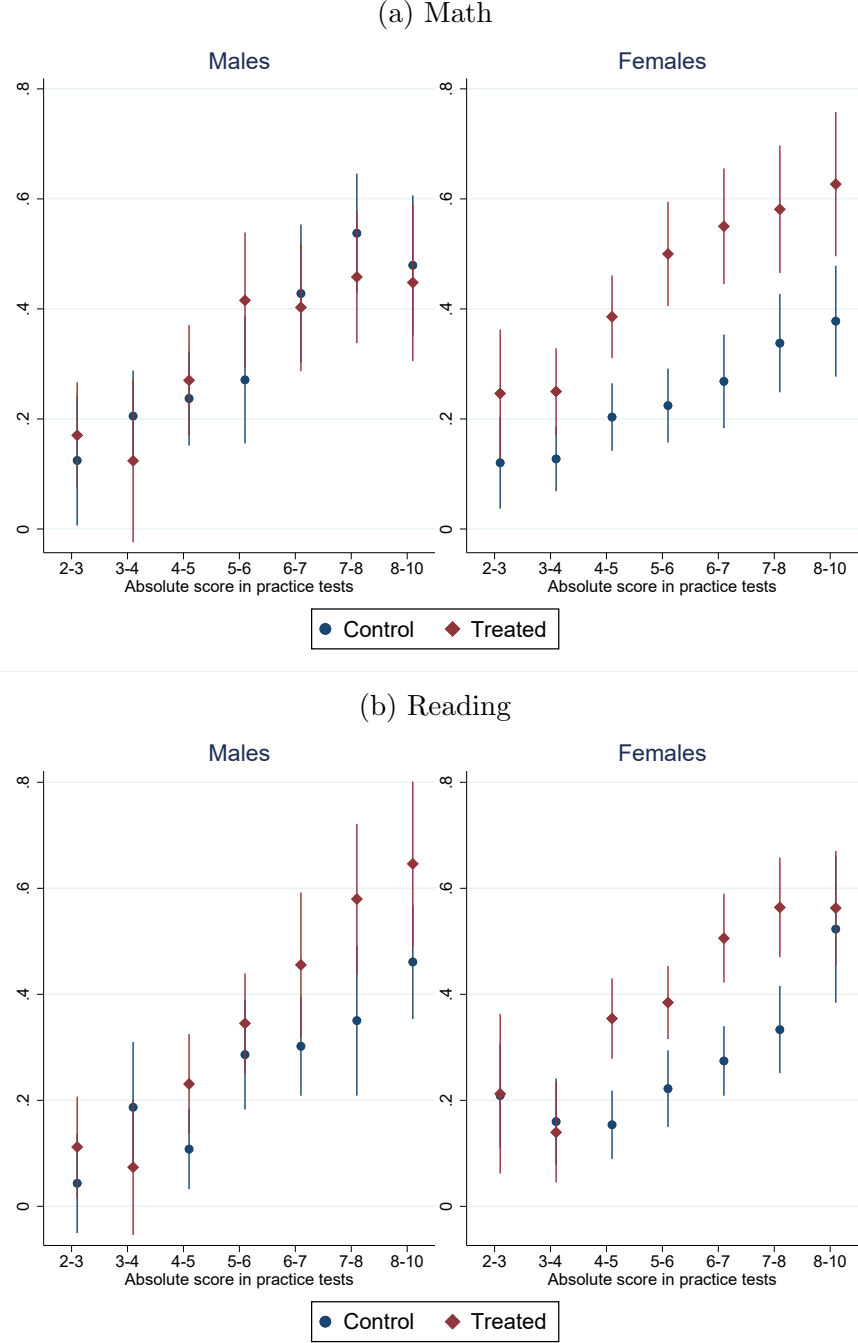 (a) Math
Males Females
.8 .8
.6 .6
.4 .4
.2 .2
0 0
2-3 3-4 4-5 5-6 6-7 7-8 8-10 2-3 3-4 4-5 5-6 6-7 7-8 8-10
Absolute score in practice tests Absolute score in practice tests
Control Treated
(b) Reading
Males Females
.8 .8
.6 .6
.4 .4
.2 .2
0 0
2-3 3-4 4-5 5-6 6-7 7-8 8-10 2-3 3-4 4-5 5-6 6-7 7-8 8-10
Absolute score in practice tests Absolute score in practice tests
Control Treated